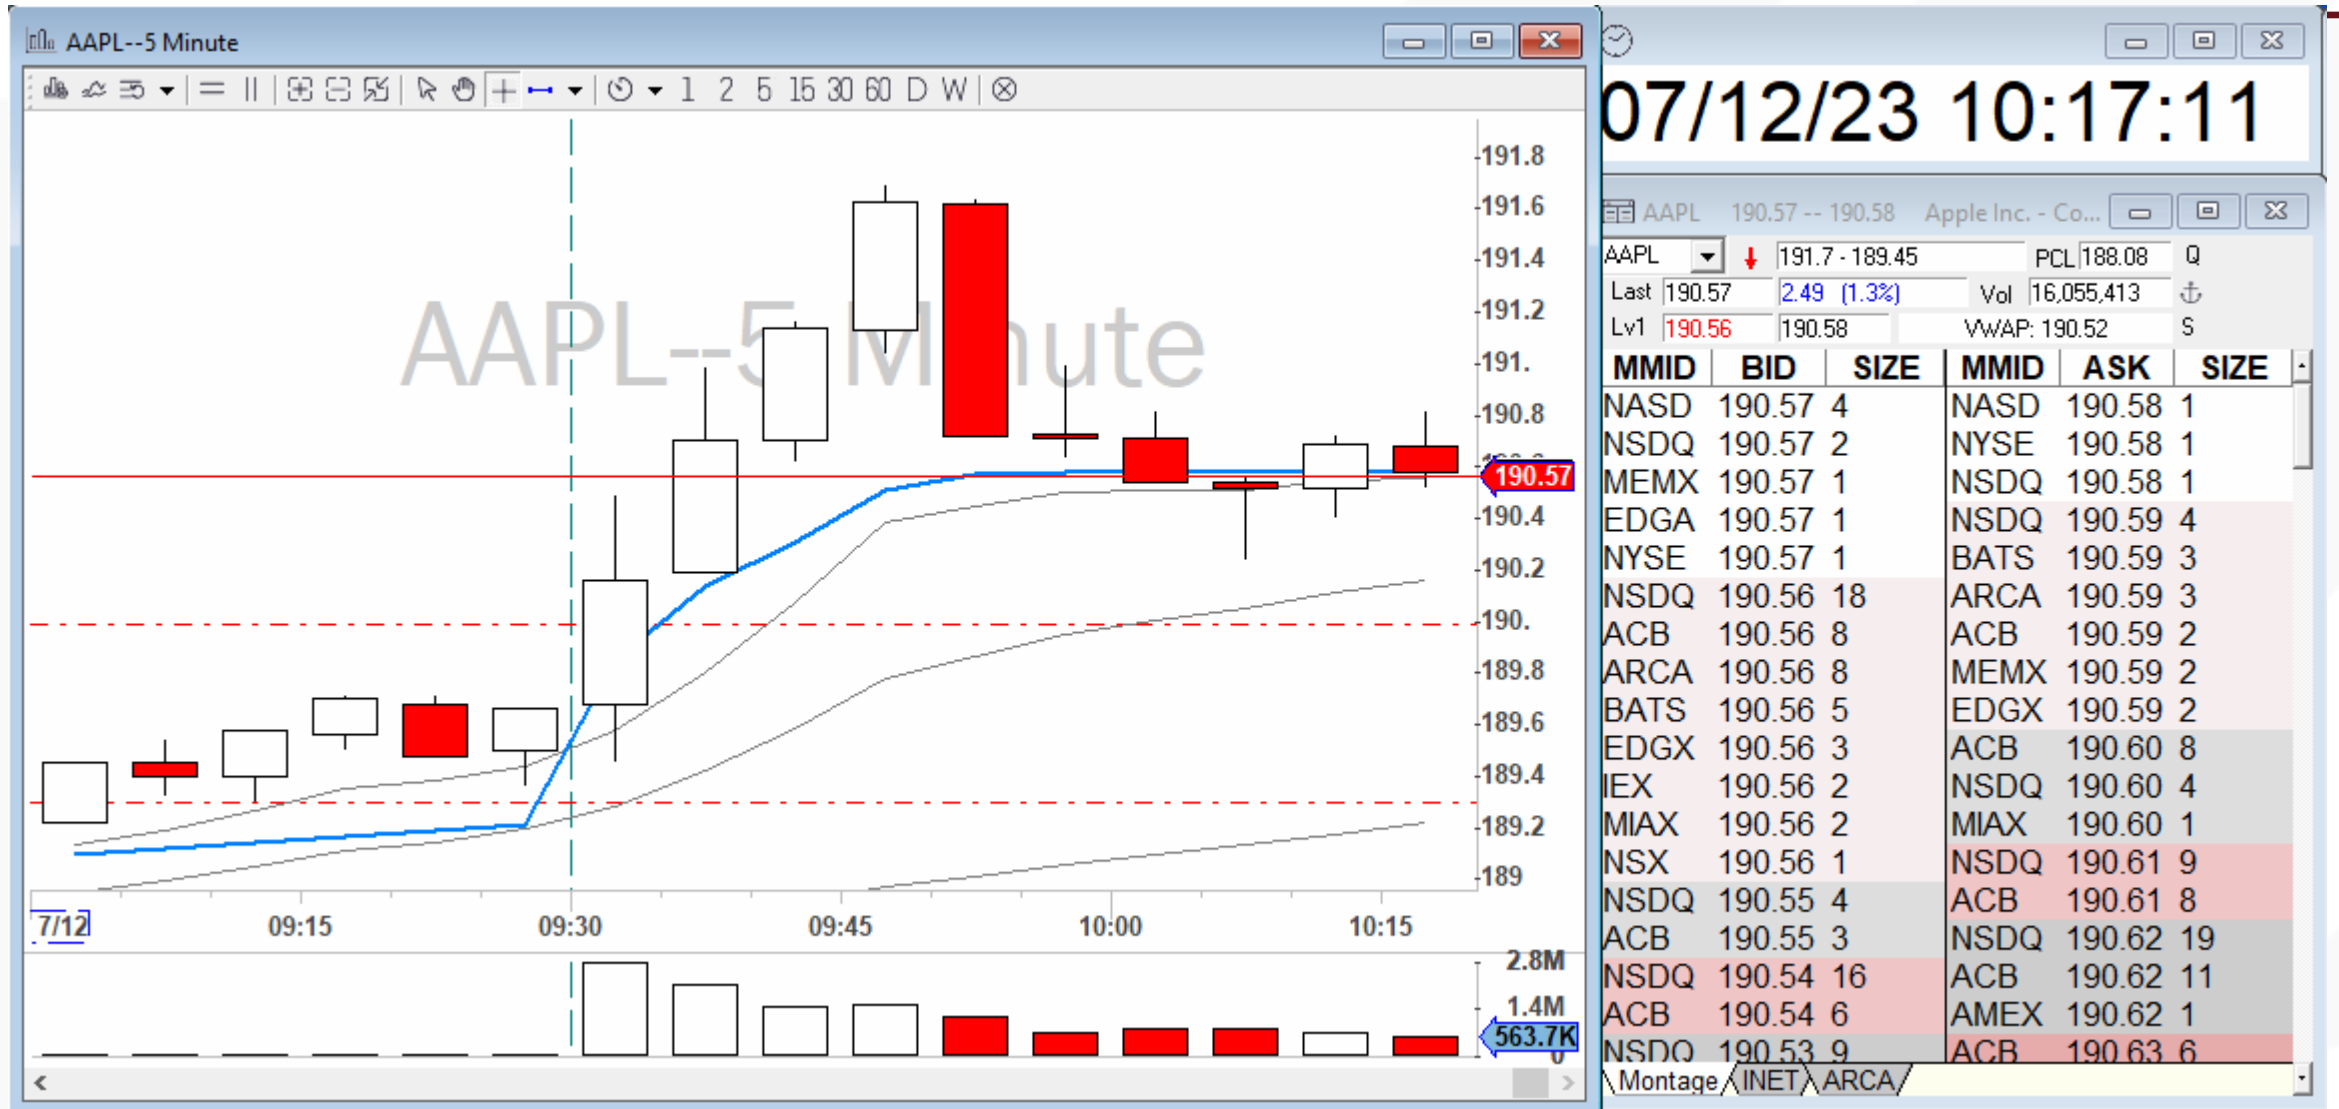 AAPL--5 Minute
1 2 5 15 30 60 D W
AAPL--5 Minute
191.8
191.6
191.4
191.2
191.
190.8
190.57
190.4
190.2
190.
189.8
189.6
189.4
189.2
189
7/12 09:15 09:30 09:45 10:00 10:15
2.8M
1.4M
563.7K
0
07/12/23 10:17:11
AAPL 190.57 -- 190.58 Apple Inc. - Co...
AAPL 191.7 - 189.45 PCL 188.08 Q
Last 190.57 2.49 (1.3%) Vol 16,055,413
Lv1 190.56 190.58 VWAP: 190.52 S
MMID BID SIZE MMID ASK SIZE
NASD 190.57 4 NASD 190.58 1
NSDQ 190.57 2 NYSE 190.58 1
MEMX 190.57 1 NSDQ 190.58 1
EDGA 190.57 1 NSDQ 190.59 4
NYSE 190.57 1 BATS 190.59 3
NSDQ 190.56 18 ARCA 190.59 3
ACB 190.56 8 ACB 190.59 2
ARCA 190.56 8 MEMX 190.59 2
BATS 190.56 5 EDGX 190.59 2
EDGX 190.56 3 ACB 190.60 8
IEX 190.56 2 NSDQ 190.60 4
MIAX 190.56 2 MIAX 190.60 1
NSX 190.56 1 NSDQ 190.61 9
NSDQ 190.55 4 ACB 190.61 8
ACB 190.55 3 NSDQ 190.62 19
NSDQ 190.54 16 ACB 190.62 11
ACB 190.54 6 AMEX 190.62 1
NSDQ 190.53 9 ACB 190.63 6
Montage INET ARCA